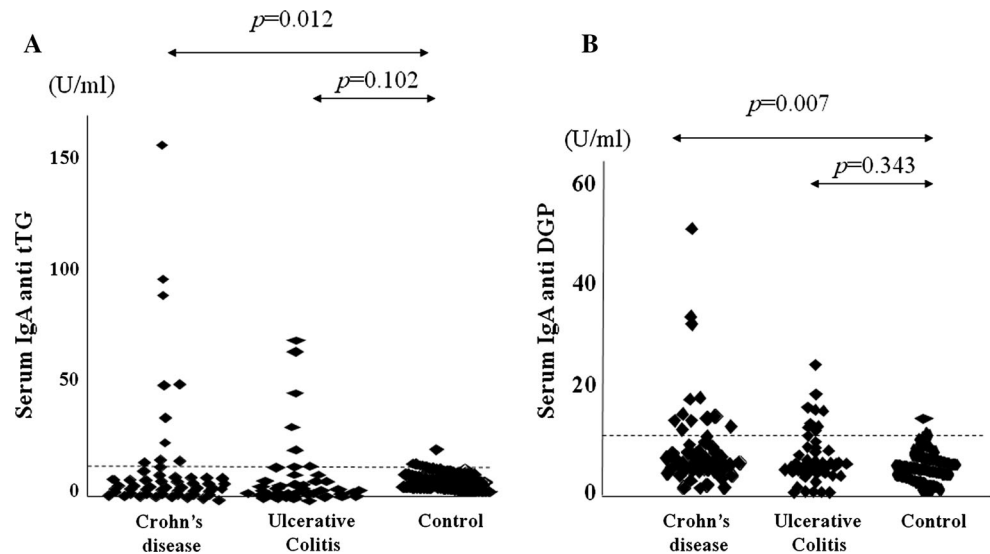 A
p=0.012
(U/ml)
p=0.102
Serum IgA anti tTG
150
100
50
0
Crohn's
disease
Ulcerative
Colitis
Control
B
p=0.007
(U/ml)
p=0.343
Serum IgA anti DGP
60
40
20
0
Crohn's
disease
Ulcerative
Colitis
Control